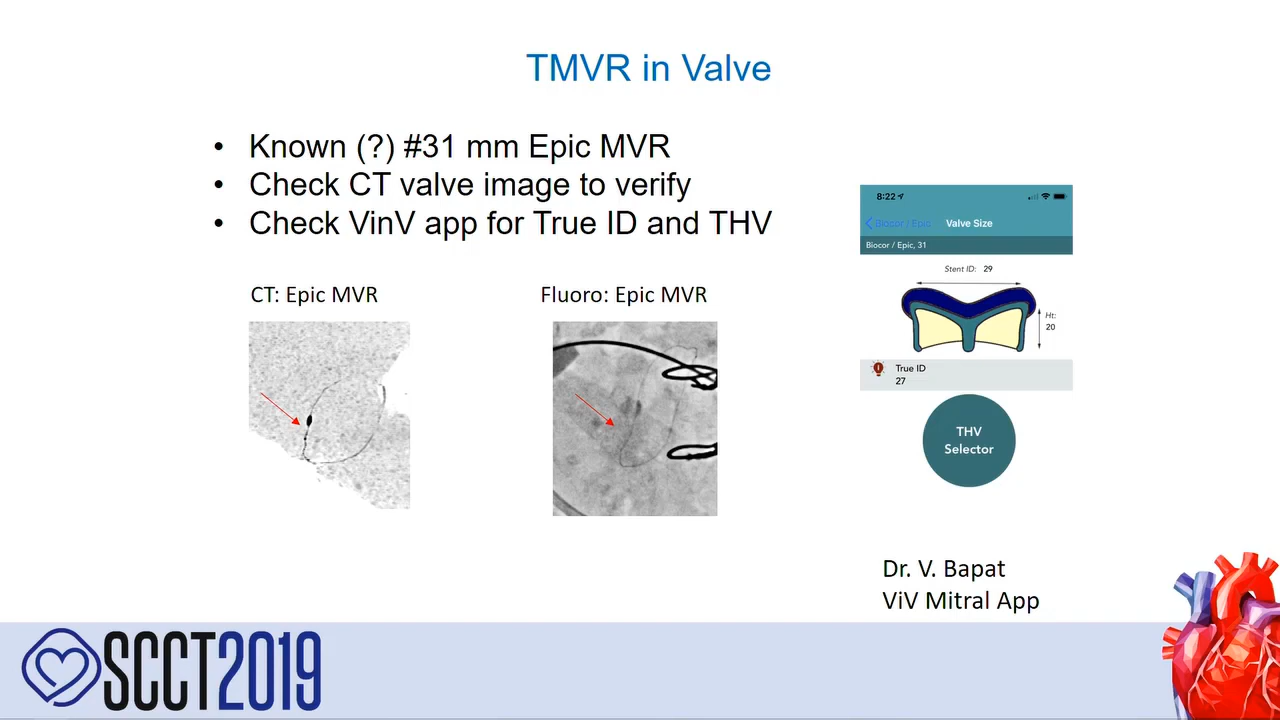 TMVR in Valve
• Known (?) #31 mm Epic MVR
• Check CT valve image to verify
• Check VinV app for True ID and THV
CT: Epic MVR
Fluoro: Epic MVR
8:22
Biocor / Epic
Valve Size
Biocor / Epic, 31
Stent ID: 29
Ht:
20
True ID
27
THV
Selector
Dr. V. Bapat
ViV Mitral App
SCCT2019